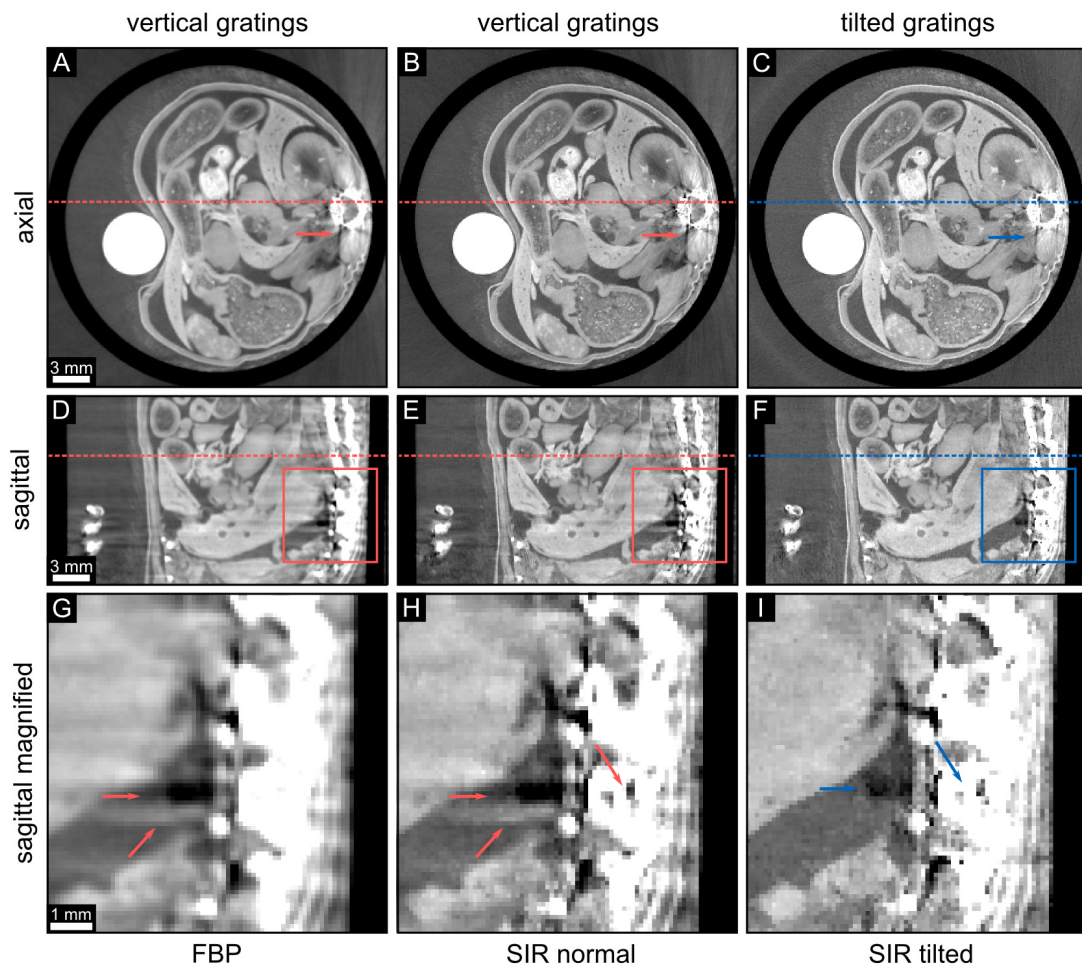 vertical gratings vertical gratings tilted gratings
axial
A B C
3 mm
sagittal
D E F
3 mm
sagittal magnified
G H I
1 mm
FBP SIR normal SIR tilted